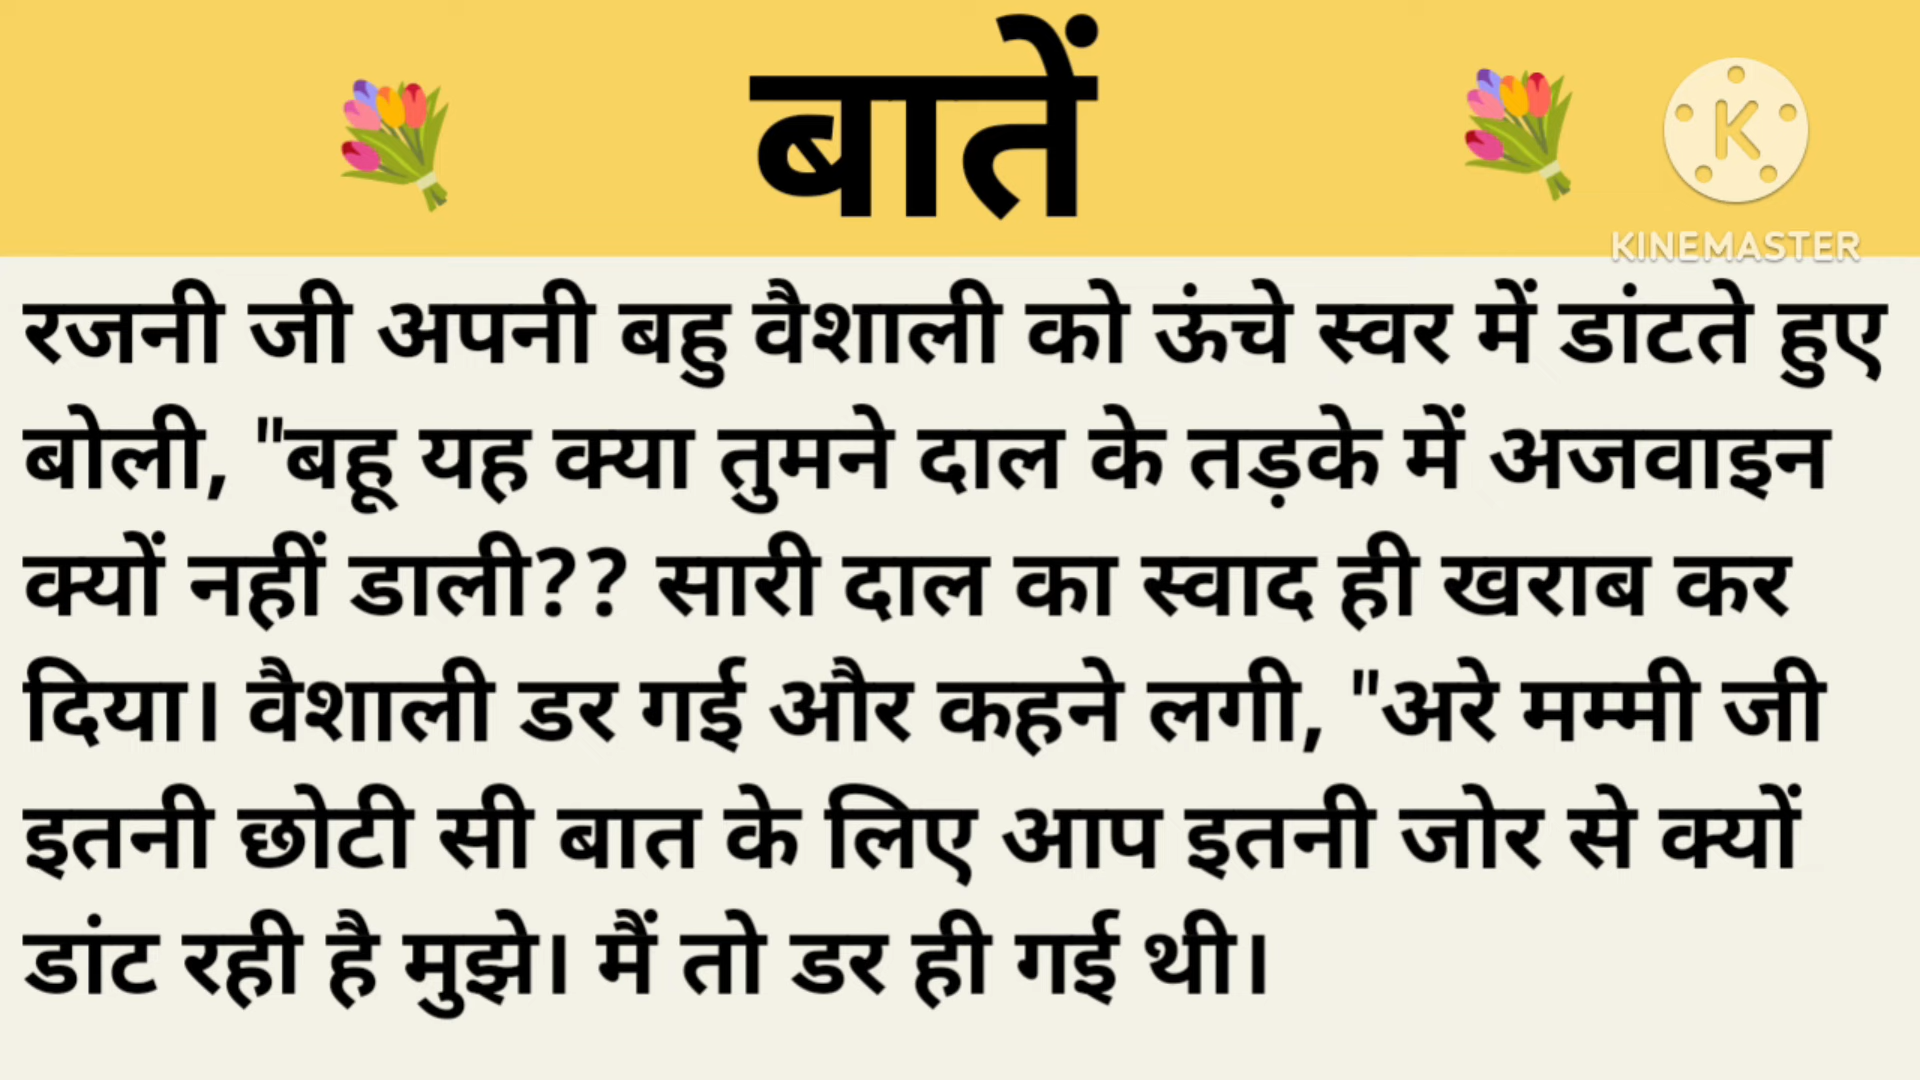 बातें
K
KINEMASTER
रजनी जी अपनी बहु वैशाली को ऊंचे स्वर में डांटते हुए
बोली, "बहू यह क्या तुमने दाल के तड़के में अजवाइन
क्यों नहीं डाली?? सारी दाल का स्वाद ही खराब कर
दिया। वैशाली डर गई और कहने लगी, "अरे मम्मी जी
इतनी छोटी सी बात के लिए आप इतनी जोर से क्यों
डांट रही है मुझे। मैं तो डर ही गई थी।